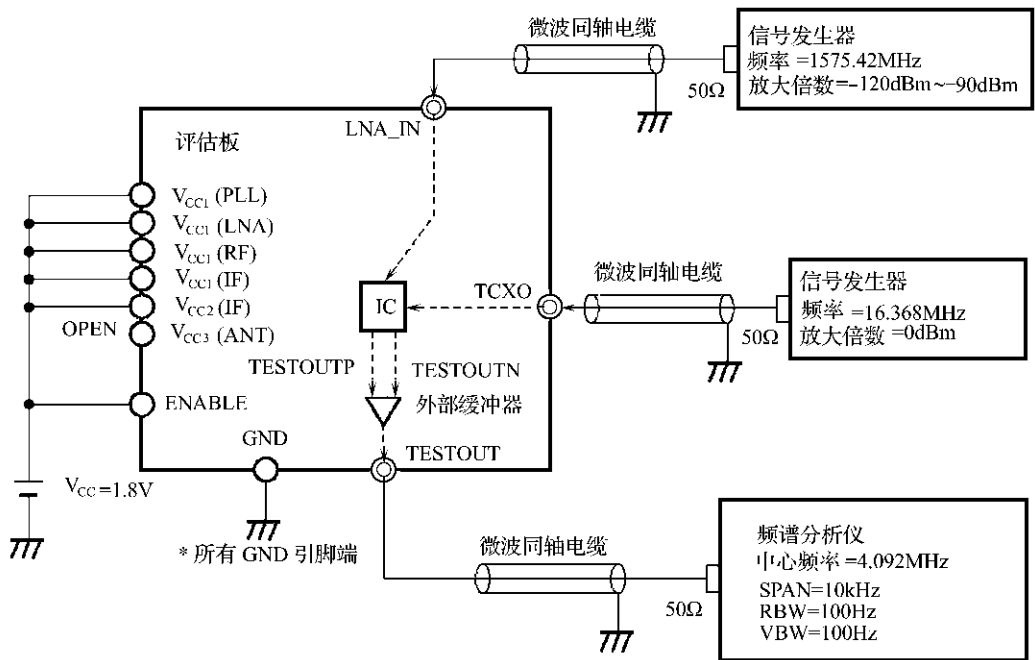 微波同轴电缆
信号发生器
频率 =1575.42MHz
放大倍数=-120dBm~-90dBm
50Ω
LNA_IN
评估板
VCC1 (PLL)
VCC1 (LNA)
VCC1 (RF)
VCC1 (IF)
VCC2 (IF)
OPEN
VCC3 (ANT)
ENABLE
IC
TCXO
微波同轴电缆
信号发生器
频率 =16.368MHz
放大倍数=0dBm
50Ω
TESTOUTP
TESTOUTN
外部缓冲器
GND
TESTOUT
VCC=1.8V
* 所有 GND 引脚端
微波同轴电缆
50Ω
频谱分析仪
中心频率 =4.092MHz
SPAN=10kHz
RBW=100Hz
VBW=100Hz